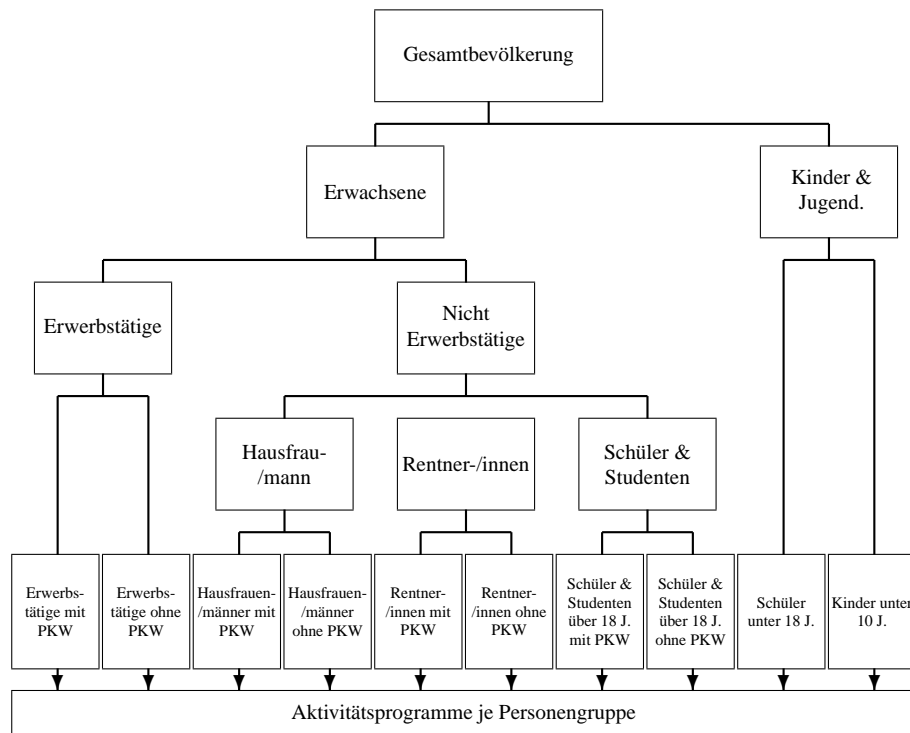 Gesamtbevölkerung
Erwachsene
Kinder &
Jugend.
Erwerbstätige
Nicht
Erwerbstätige
Hausfrau-
/mann
Rentner-/innen
Schüler &
Studenten
Erwerbs-
tätige mit
PKW
Erwerbs-
tätige ohne
PKW
Hausfrauen-
/männer mit
PKW
Hausfrauen-
/männer
ohne PKW
Rentner-
/innen mit
PKW
Rentner-
/innen ohne
PKW
Schüler &
Studenten
über 18 J.
mit PKW
Schüler &
Studenten
über 18 J.
ohne PKW
Schüler
unter 18 J.
Kinder unter
10 J.
Aktivitätsprogramme je Personengruppe